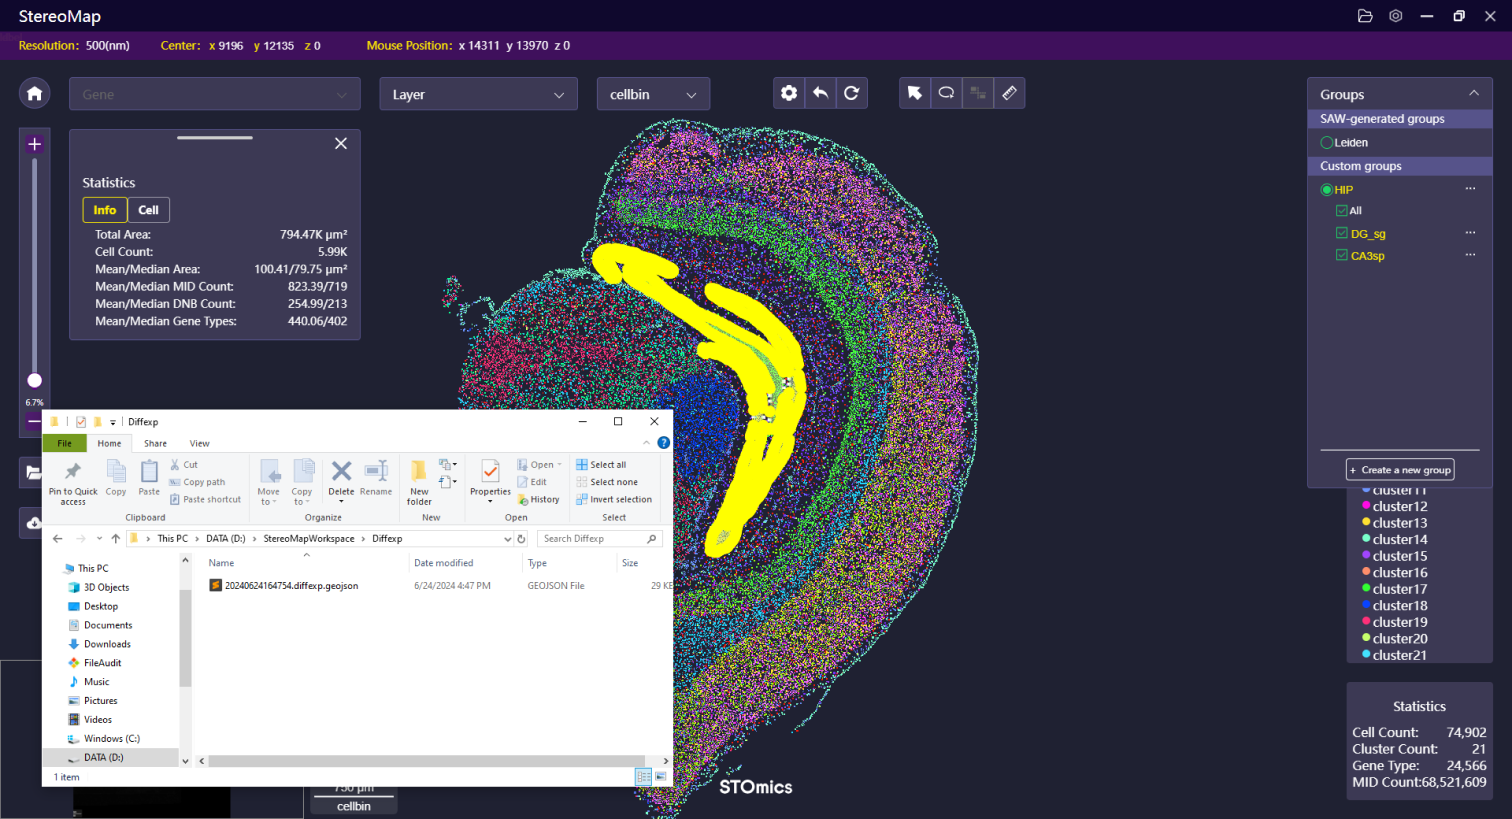 StereoMap
Resolution: 500(nm) Center: x 9196 y 12135 z 0 Mouse Position: x 14311 y 13970 z 0
Gene
Layer
cellbin
Statistics
Info Cell
Total Area: 794.47K µm²
Cell Count: 5.99K
Mean/Median Area: 100.41/79.75 µm²
Mean/Median MID Count: 823.39/719
Mean/Median DNB Count: 254.99/213
Mean/Median Gene Types: 440.06/402
6.7%
Groups
SAW-generated groups
Leiden
Custom groups
HIP ...
All
DG_sg ...
CA3sp ...
+ Create a new group
cluster11
cluster12
cluster13
cluster14
cluster15
cluster16
cluster17
cluster18
cluster19
cluster20
cluster21
Statistics
Cell Count: 74,902
Cluster Count: 21
Gene Type: 24,566
MID Count:68,521,609
Diffexp
File Home Share View
Pin to Quick access
Copy
Paste
Cut
Copy path
Paste shortcut
Clipboard
Move to
Copy to
Delete
Rename
Organize
New folder
New
Properties
Open
Edit
History
Open
Select all
Select none
Invert selection
Select
This PC > DATA (D:) > StereoMapWorkspace > Diffexp
Search Diffexp
This PC
3D Objects
Desktop
Documents
Downloads
FileAudit
Music
Pictures
Videos
Windows (C:)
DATA (D:)
Name Date modified Type Size
20240624164754.diffexp.geojson 6/24/2024 4:47 PM GEOJSON File 29 KB
1 item
750 µm
cellbin
STOmics